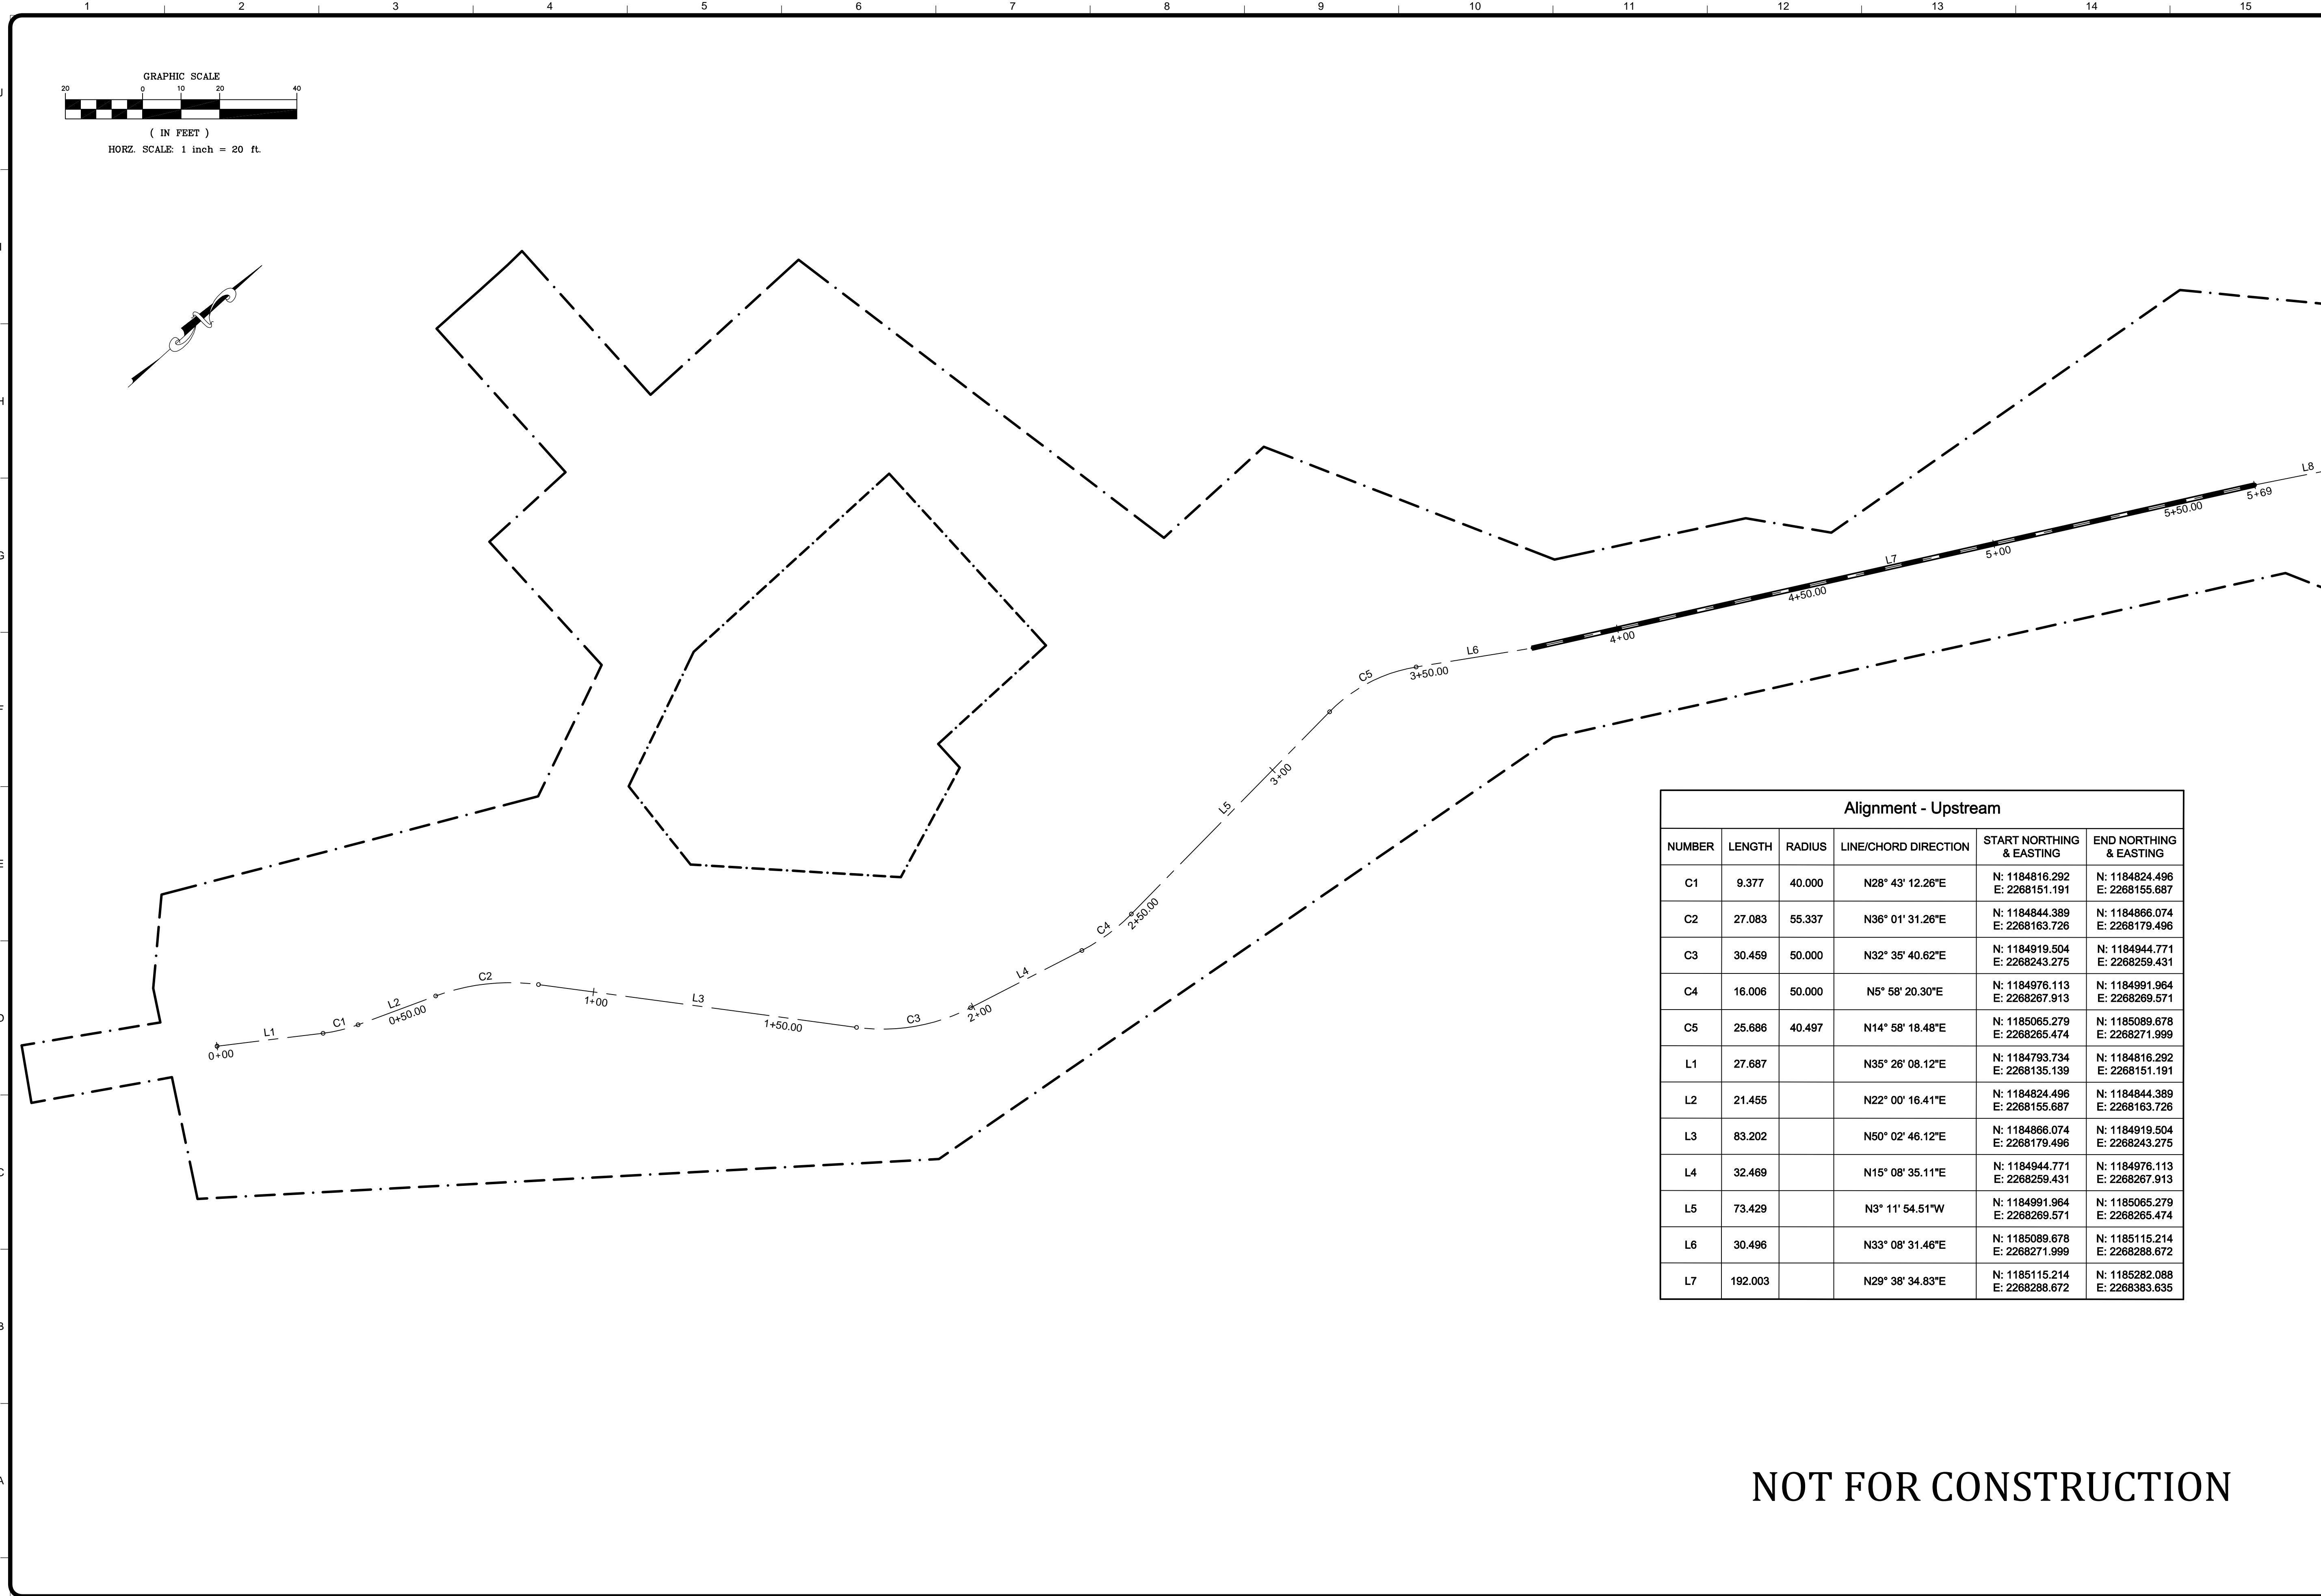 1 2 3 4 5 6 7 8 9 10 11 12 13 14 15
GRAPHIC SCALE
20 0 10 20 40
( IN FEET )
HORZ. SCALE: 1 inch = 20 ft.
H
G
F
E
D
C
B
A
L8
5+69
5+50.00
5+00
L7
4+50.00
4+00
L6
C5
3+50.00
3+00
L5
2+50.00
C4
L4
2+00
C3
L3
1+50.00
1+00
C2
L2
0+50.00
C1
L1
0+00
Alignment - Upstream
NUMBER LENGTH RADIUS LINE/CHORD DIRECTION START NORTHING & EASTING END NORTHING & EASTING
C1 9.377 40.000 N28° 43' 12.26"E N: 1184816.292 N: 1184824.496
E: 2268151.191 E: 2268155.687
C2 27.083 55.337 N36° 01' 31.26"E N: 1184844.389 N: 1184866.074
E: 2268163.726 E: 2268179.496
C3 30.459 50.000 N32° 35' 40.62"E N: 1184919.504 N: 1184944.771
E: 2268243.275 E: 2268259.431
C4 16.006 50.000 N5° 58' 20.30"E N: 1184976.113 N: 1184991.964
E: 2268267.913 E: 2268269.571
C5 25.686 40.497 N14° 58' 18.48"E N: 1185065.279 N: 1185089.678
E: 2268265.474 E: 2268271.999
L1 27.687 N35° 26' 08.12"E N: 1184793.734 N: 1184816.292
E: 2268135.139 E: 2268151.191
L2 21.455 N22° 00' 16.41"E N: 1184824.496 N: 1184844.389
E: 2268155.687 E: 2268163.726
L3 83.202 N50° 02' 46.12"E N: 1184866.074 N: 1184919.504
E: 2268179.496 E: 2268243.275
L4 32.469 N15° 08' 35.11"E N: 1184944.771 N: 1184976.113
E: 2268259.431 E: 2268267.913
L5 73.429 N3° 11' 54.51"W N: 1184991.964 N: 1185065.279
E: 2268269.571 E: 2268265.474
L6 30.496 N33° 08' 31.46"E N: 1185089.678 N: 1185115.214
E: 2268271.999 E: 2268288.672
L7 192.003 N29° 38' 34.83"E N: 1185115.214 N: 1185282.088
E: 2268288.672 E: 2268383.635
NOT FOR CONSTRUCTION